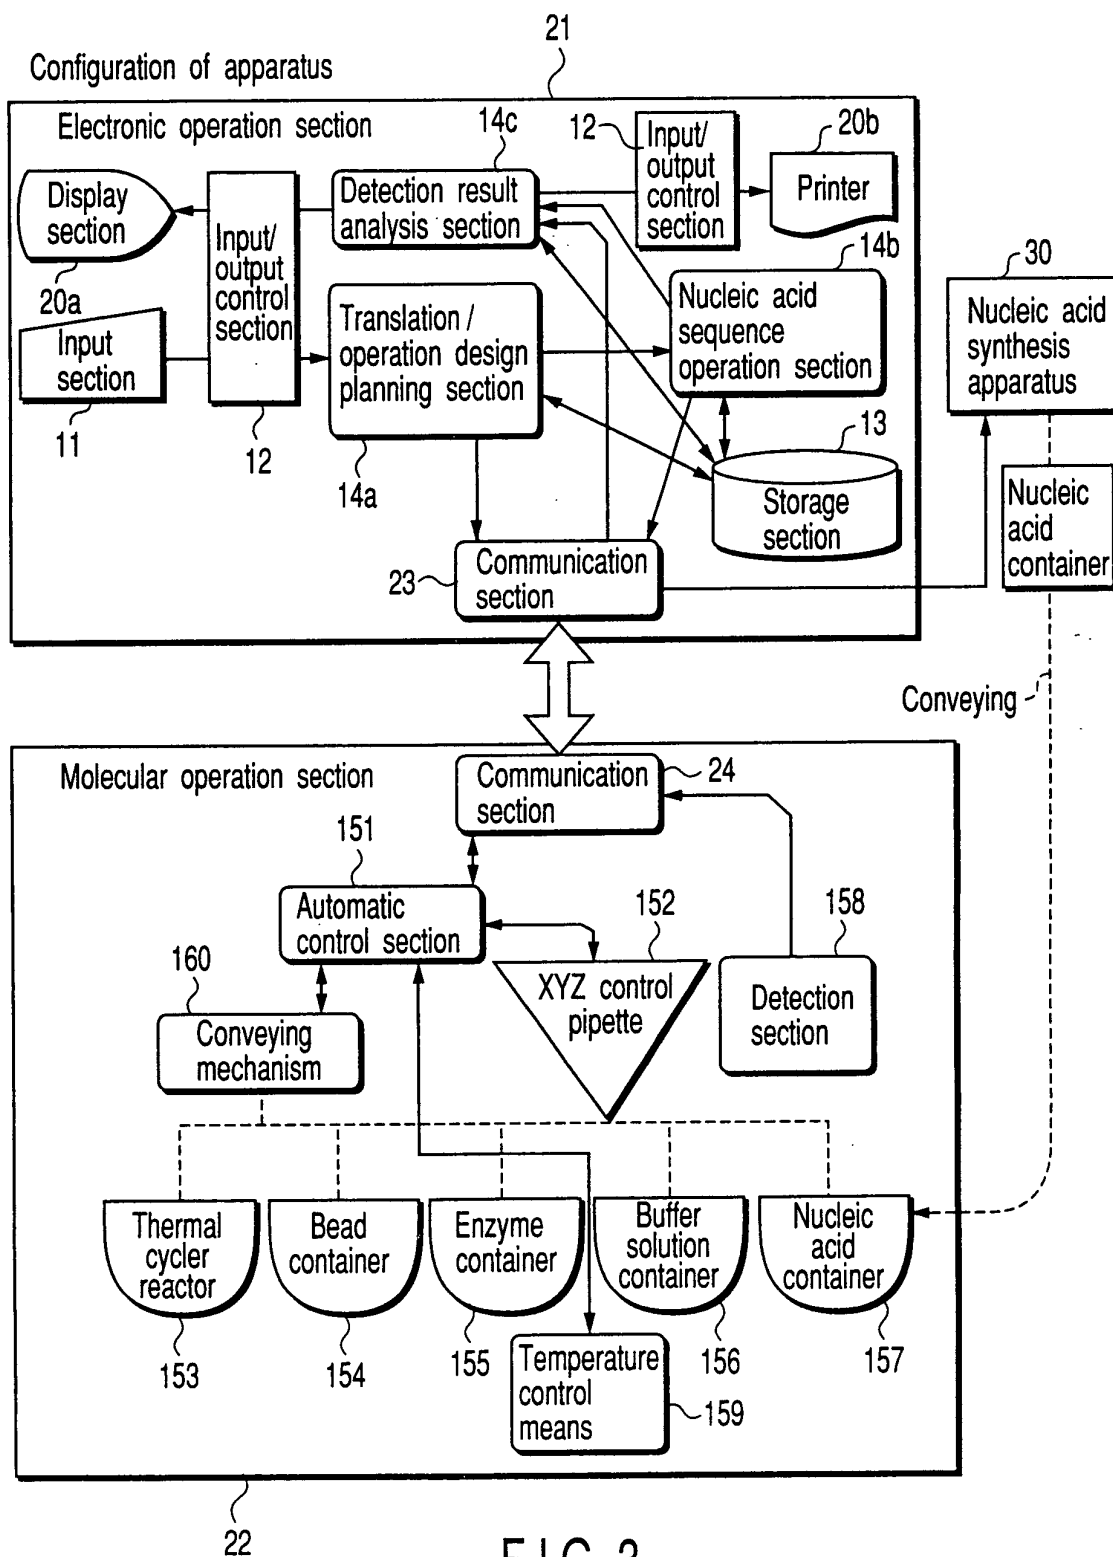 21
Configuration of apparatus
Electronic operation section
14c
12
Input/
output
control
section
20b
Printer
Display
section
20a
Input/
output
control
section
12
Detection result
analysis section
14b
Nucleic acid
sequence
operation section
30
Nucleic acid
synthesis
apparatus
Input
section
11
Translation/
operation design
planning section
14a
13
Storage
section
Nucleic
acid
container
23
Communication
section
Conveying
Molecular operation section
Communication
section
24
151
Automatic
control section
152
XYZ control
pipette
158
Detection
section
160
Conveying
mechanism
Thermal
cycler
reactor
153
Bead
container
154
Enzyme
container
155
Buffer
solution
container
156
Nucleic
acid
container
157
Temperature
control
means
159
22